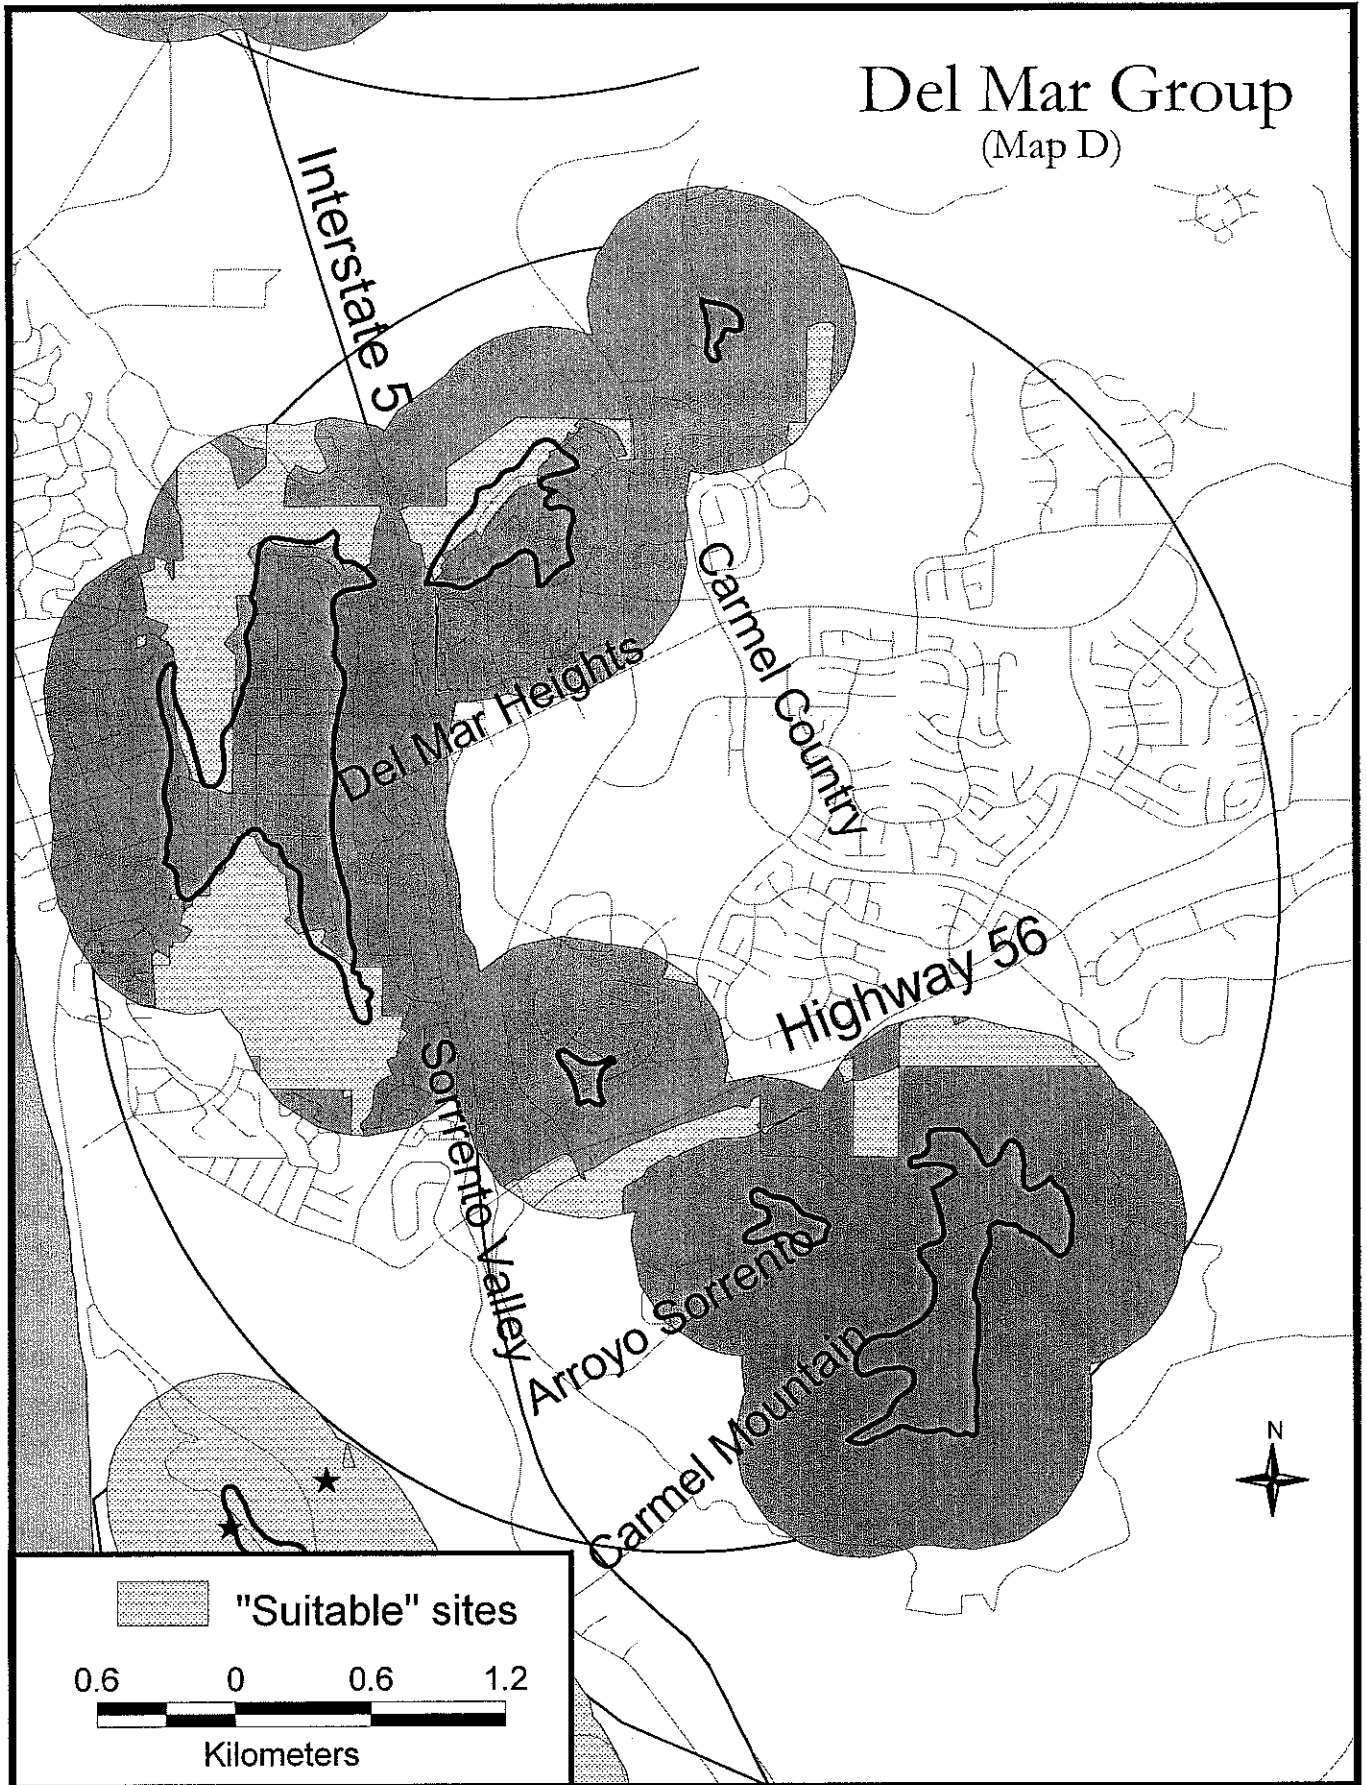 Del Mar Group
(Map D)
Interstate 5
Carmel Country
Del Mar Heights
Highway 56
Sorrento Valley
Arroyo Sorrento
Carmel Mountain
N
"Suitable" sites
0.6 0 0.6 1.2
Kilometers